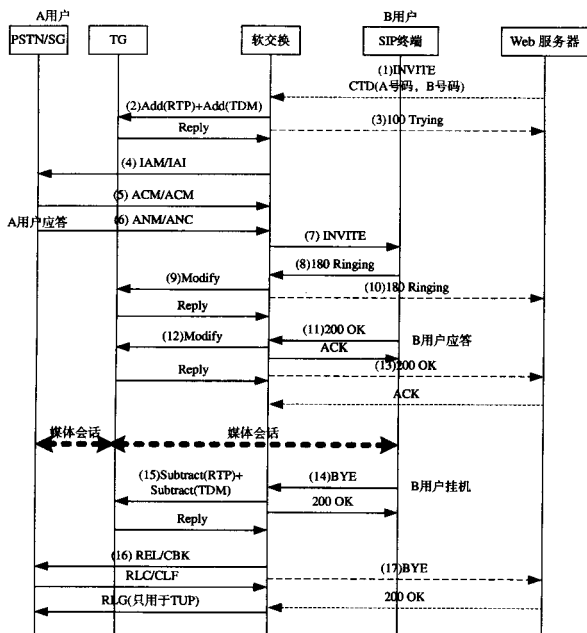 A用户
B用户
PSTN/SG
TG
软交换
SIP终端
Web 服务器
(1)INVITE
CTD(A号码，B号码)
(2)Add(RTP)+Add(TDM)
Reply
(3)100 Trying
(4) IAM/IAI
(5) ACM/ACM
A用户应答
(6) ANM/ANC
(7) INVITE
(8)180 Ringing
(9)Modify
(10)180 Ringing
Reply
(11)200 OK
B用户应答
(12)Modify
ACK
(13)200 OK
Reply
ACK
媒体会话
媒体会话
(15)Subtract(RTP)+
Subtract(TDM)
(14)BYE
B用户挂机
200 OK
Reply
(16) REL/CBK
(17)BYE
RLC/CLF
200 OK
RLG(只用于TUP)